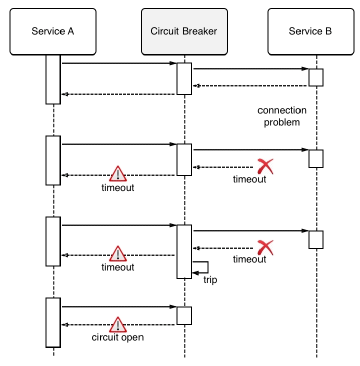 Service A
Circuit Breaker
Service B
connection
problem
timeout
timeout
timeout
timeout
trip
circuit open